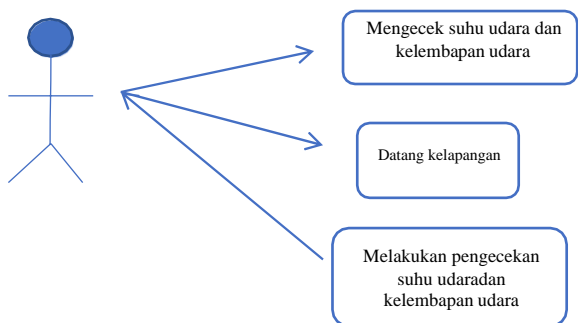 Mengecek suhu udara dan
kelembapan udara
Datang kelapangan
Melakukan pengecekan
suhu udaradan
kelembapan udara